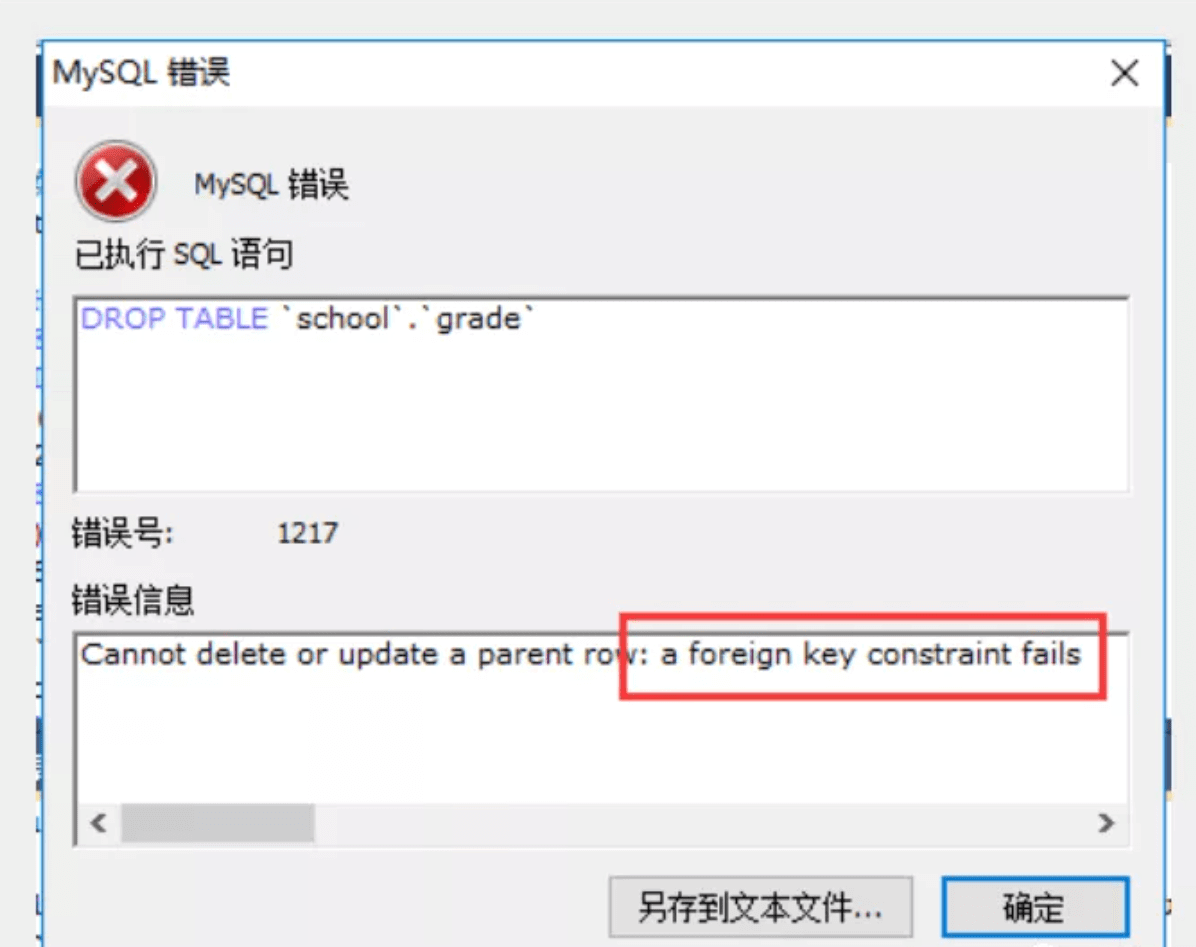 MySQL 错误
MySQL 错误
已执行 SQL 语句
DROP TABLE `school`.`grade`
错误号: 1217
错误信息
Cannot delete or update a parent row: a foreign key constraint fails
另存到文本文件...
确定